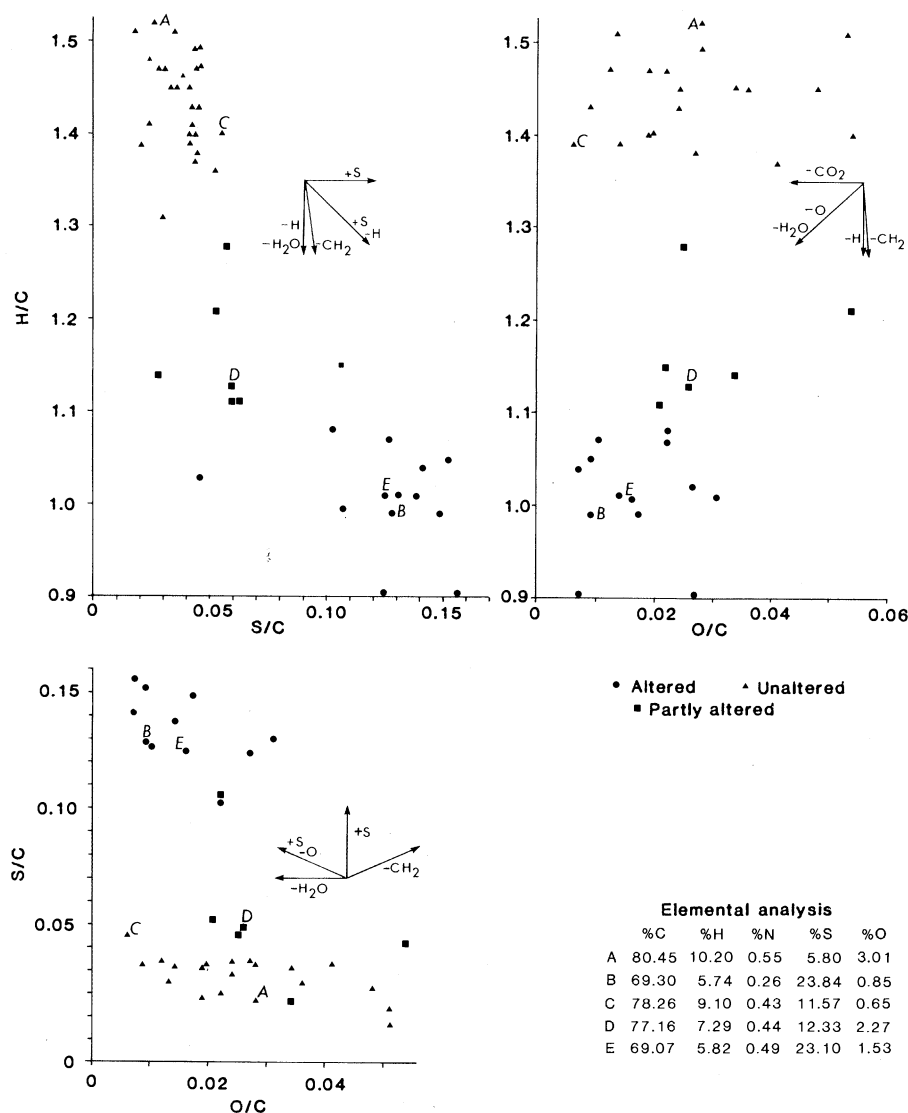 1.5
1.4
1.3
1.2
1.1
1.0
0.9
H/C
A
C
D
E
B
+S
-H
+S
-H
-H2O
-CH2
0
0.05
0.10
0.15
S/C
1.5
1.4
1.3
1.2
1.1
1.0
0.9
A
C
D
E
B
-CO2
-O
-H2O
-H
-CH2
0
0.02
0.04
0.06
O/C
0.15
0.10
0.05
0
S/C
B
E
D
C
A
+S
+S
-O
-H2O
-CH2
0
0.02
0.04
O/C
Altered Unaltered
Partly altered
Elemental analysis
%C %H %N %S %O
A 80.45 10.20 0.55 5.80 3.01
B 69.30 5.74 0.26 23.84 0.85
C 78.26 9.10 0.43 11.57 0.65
D 77.16 7.29 0.44 12.33 2.27
E 69.07 5.82 0.49 23.10 1.53